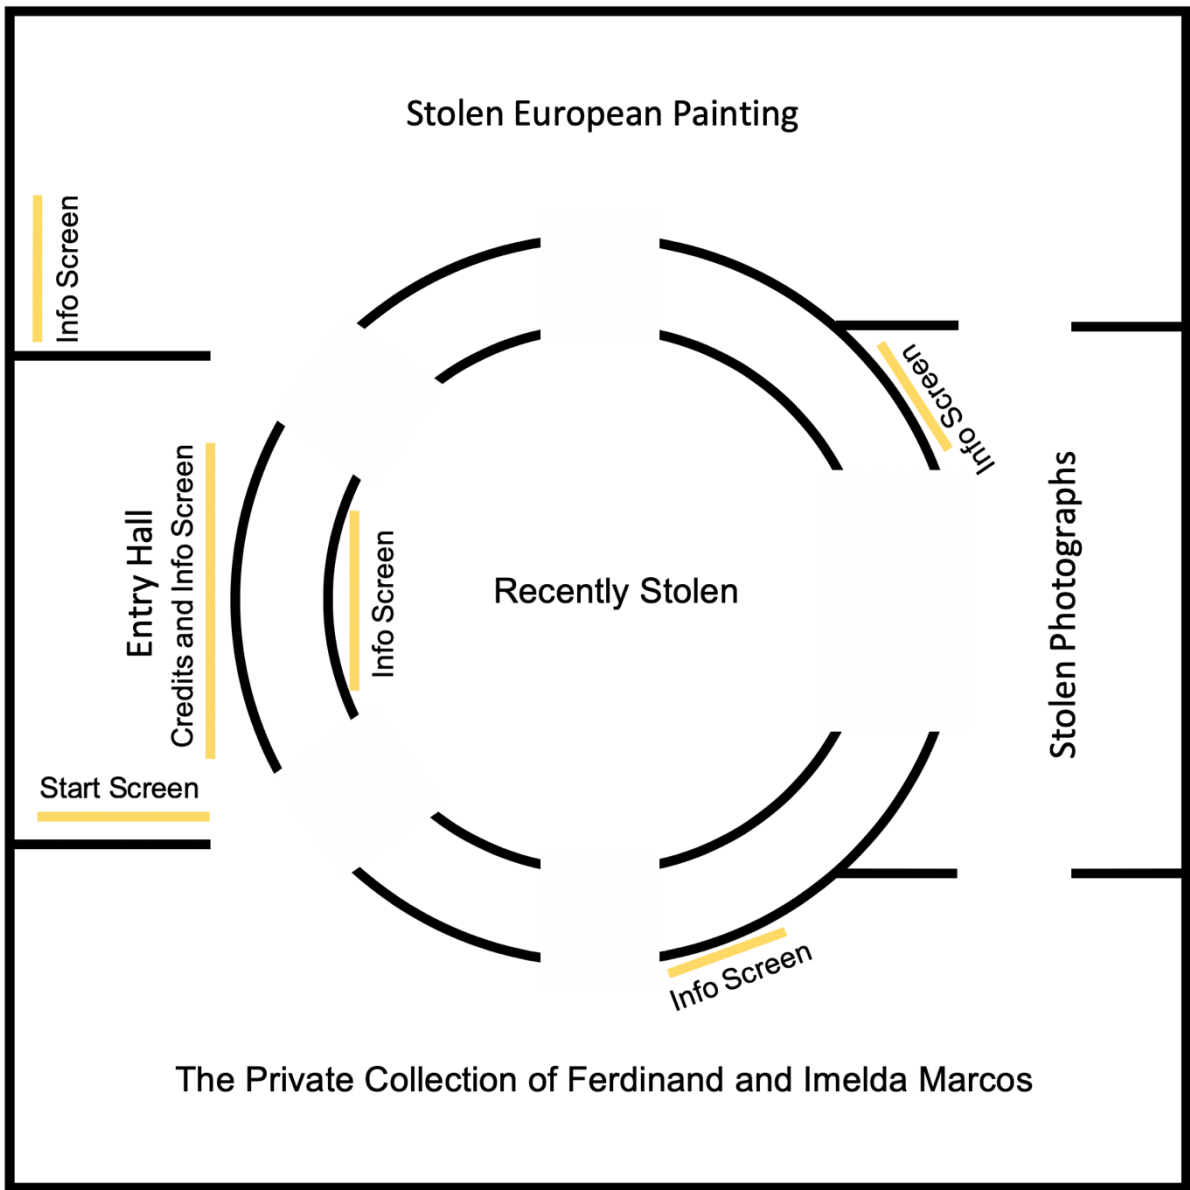 Stolen European Painting
Info Screen
Info Screen
Entry Hall
Credits and Info Screen
Info Screen
Recently Stolen
Stolen Photographs
Start Screen
Info Screen
The Private Collection of Ferdinand and Imelda Marcos